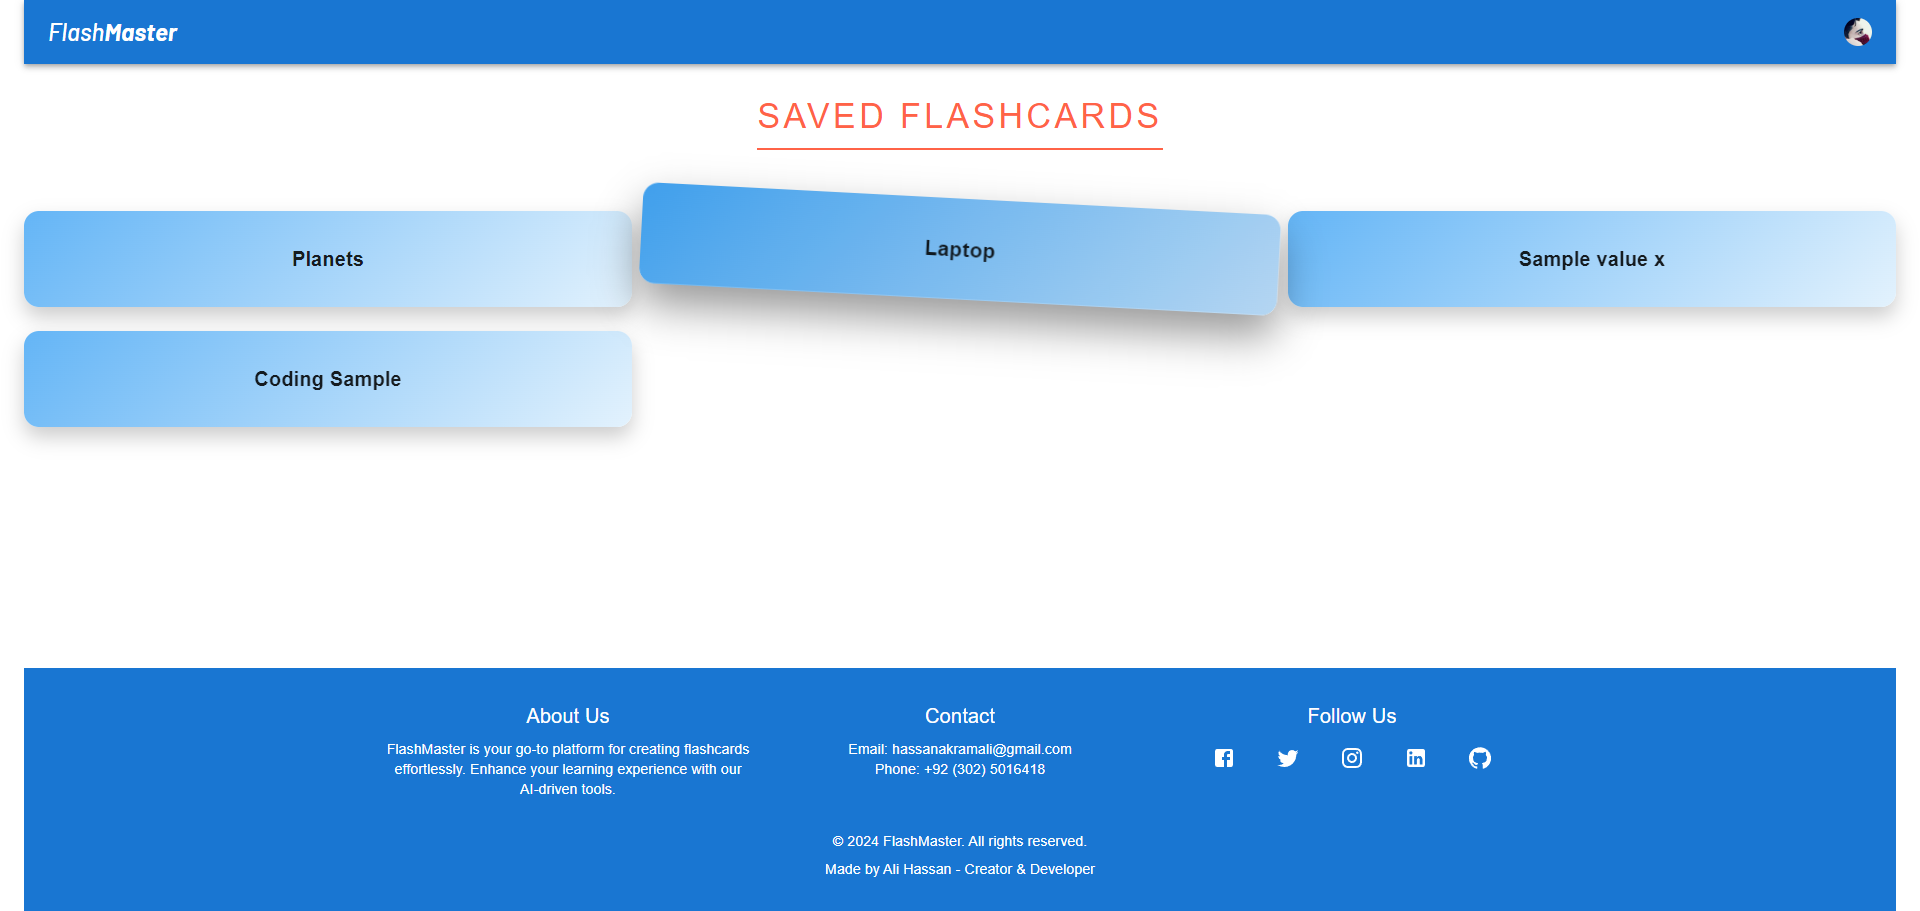 FlashMaster
SAVED FLASHCARDS
Planets
Laptop
Sample value x
Coding Sample
About Us
FlashMaster is your go-to platform for creating flashcards
effortlessly. Enhance your learning experience with our
AI-driven tools.
Contact
Email: hassanakramali@gmail.com
Phone: +92 (302) 5016418
Follow Us
© 2024 FlashMaster. All rights reserved.
Made by Ali Hassan - Creator & Developer